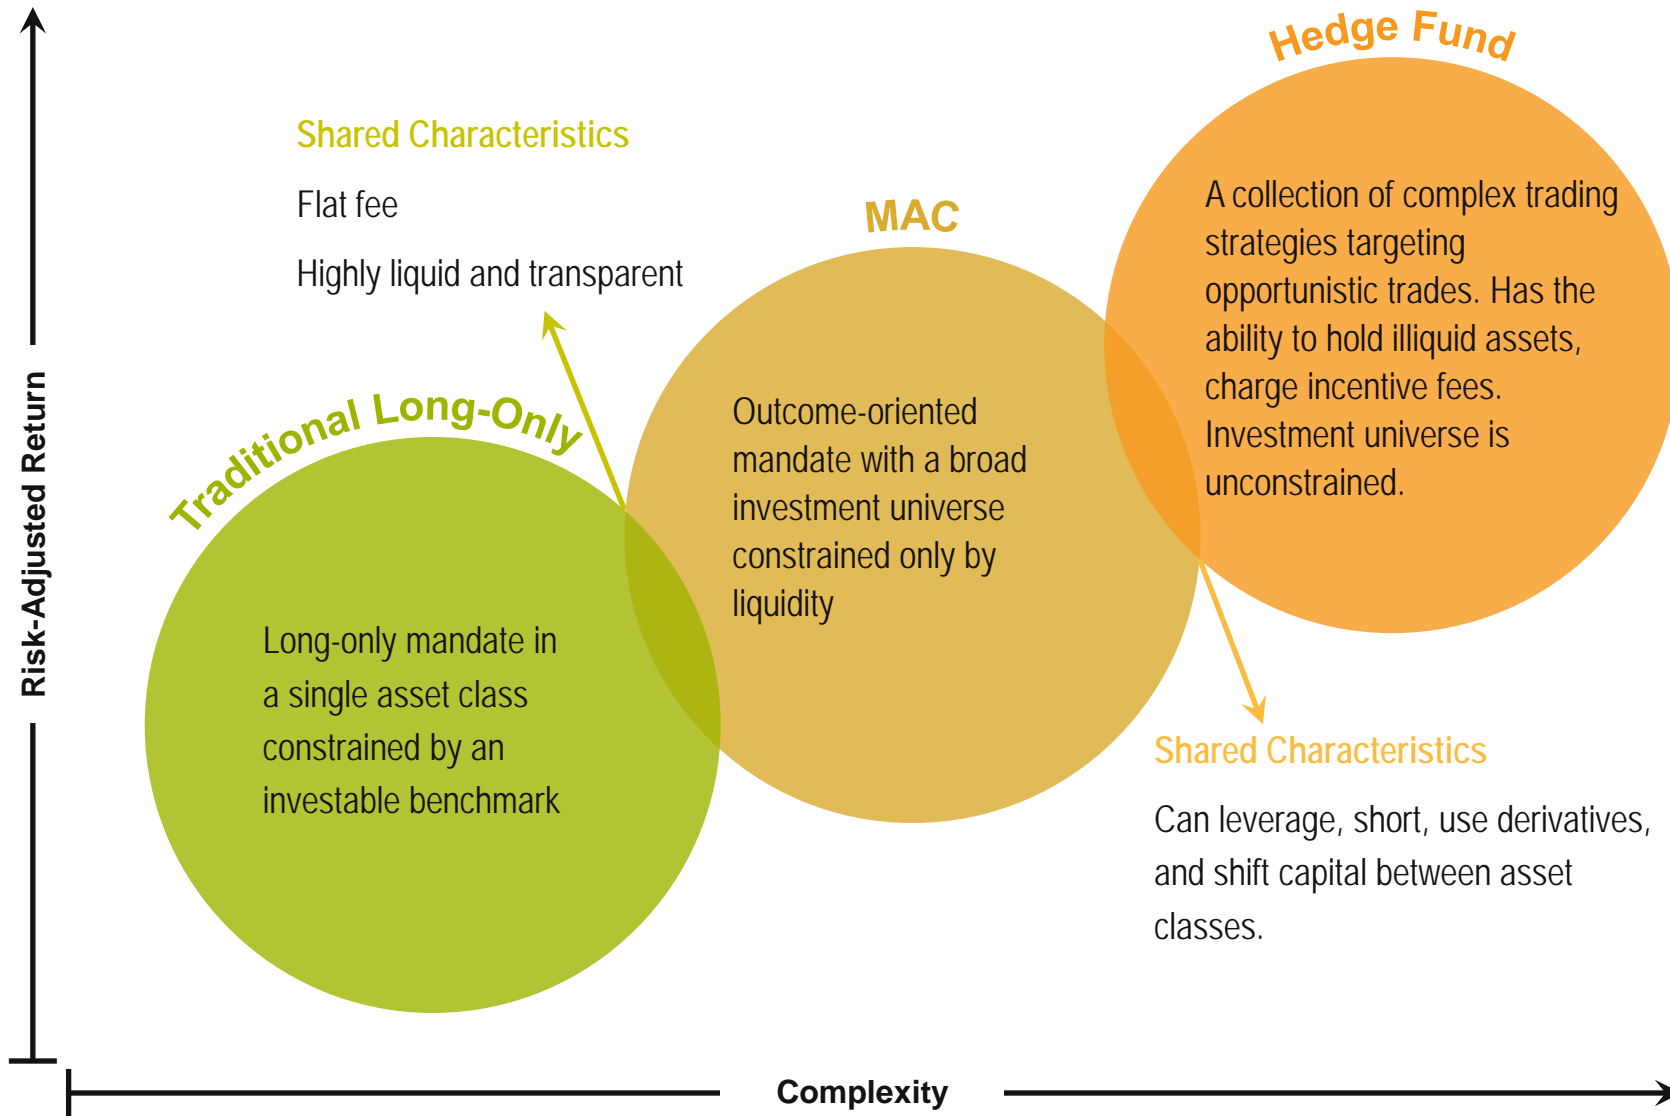 Hedge Fund
Shared Characteristics
Flat fee
Highly liquid and transparent
MAC
A collection of complex trading
strategies targeting
opportunistic trades. Has the
ability to hold illiquid assets,
charge incentive fees.
Investment universe is
unconstrained.
Traditional Long-Only
Outcome-oriented
mandate with a broad
investment universe
constrained only by
liquidity
Long-only mandate in
a single asset class
constrained by an
investable benchmark
Shared Characteristics
Can leverage, short, use derivatives,
and shift capital between asset
classes.
Risk-Adjusted Return
Complexity